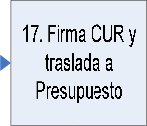 17. Firma CUR y
traslada a
Presupuesto